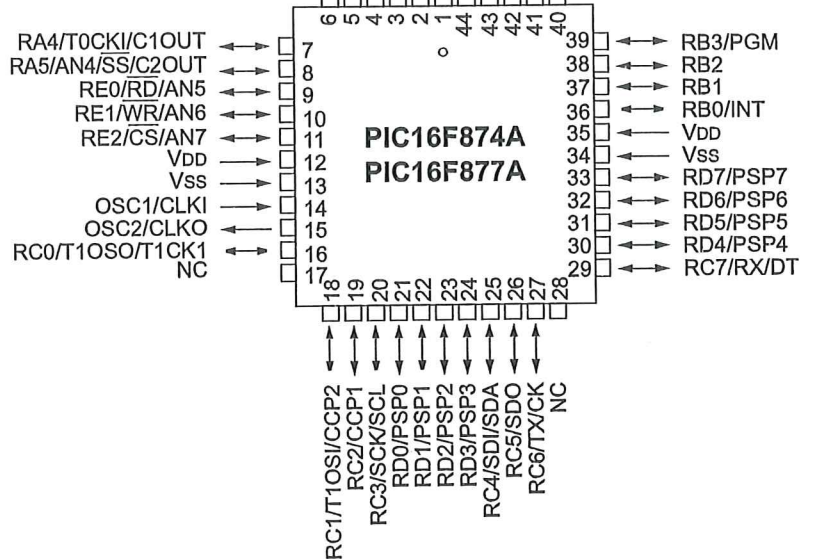 6 5 4 3 2 1 44 43 42 41 40
RA4/T0CKI/C1OUT 7
RA5/AN4/SS/C2OUT 8
RE0/RD/AN5 9
RE1/WR/AN6 10
RE2/CS/AN7 11
VDD 12
VSS 13
OSC1/CLKI 14
OSC2/CLKO 15
RC0/T1OSO/T1CK1 16
NC 17
PIC16F874A
PIC16F877A
39 RB3/PGM
38 RB2
37 RB1
36 RB0/INT
35 VDD
34 VSS
33 RD7/PSP7
32 RD6/PSP6
31 RD5/PSP5
30 RD4/PSP4
29 RC7/RX/DT
18 19 20 21 22 23 24 25 26 27 28
RC1/T1OSI/CCP2
RC2/CCP1
RC3/SCK/SCL
RD0/PSP0
RD1/PSP1
RD2/PSP2
RD3/PSP3
RC4/SDI/SDA
RC5/SDO
RC6/TX/CK
NC